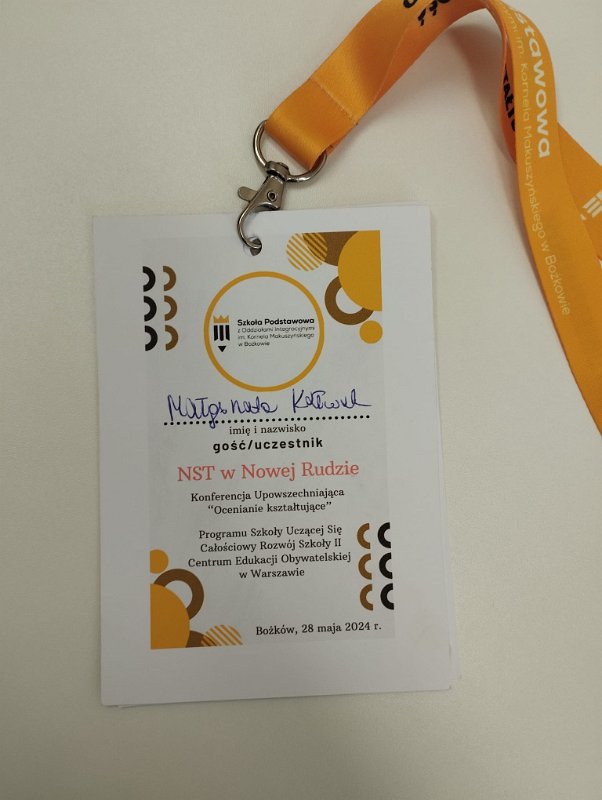 stawowa
im. Kornela Makuszyńskiego w Bożkowie
Szkoła Podstawowa
z Oddziałami Integracyjnymi
im. Kornela Makuszyńskiego
w Bożkowie
imię i nazwisko
gość/uczestnik
NST w Nowej Rudzie
Konferencja Upowszechniająca
“Ocenianie kształtujące”
Programu Szkoły Uczącej Się
Całościowy Rozwój Szkoły II
Centrum Edukacji Obywatelskiej
w Warszawie
Bożków, 28 maja 2024 r.